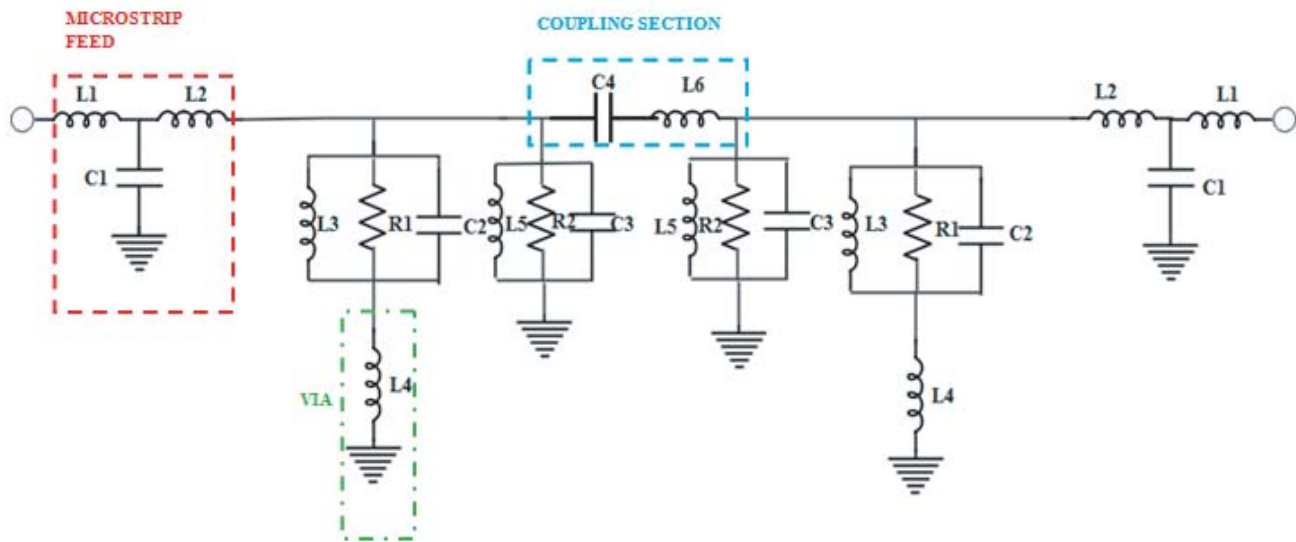 MICROSTRIP
FEED
COUPLING SECTION
L1
L2
C4
L6
L2
L1
C1
C1
L3
R1
C2
L5
R2
C3
L5
R2
C3
L3
R1
C2
VIA
L4
L4